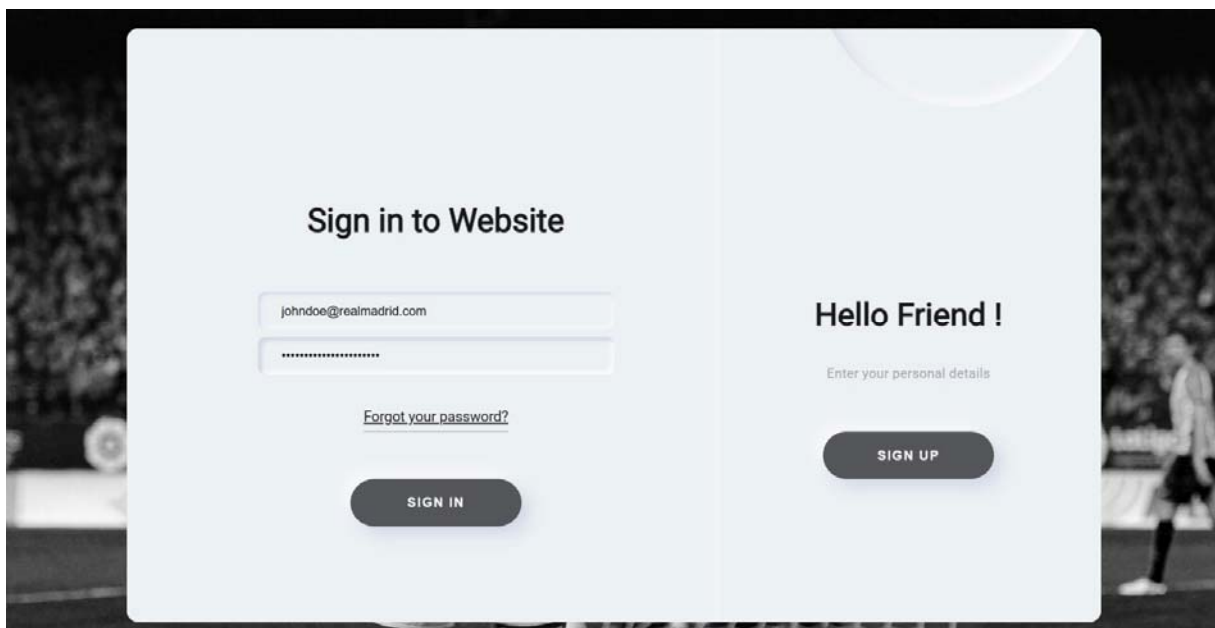 Sign in to Website
johndoe@realmadrid.com
•••••••••••••••••••••••
Forgot your password?
SIGN IN
Hello Friend !
Enter your personal details
SIGN UP